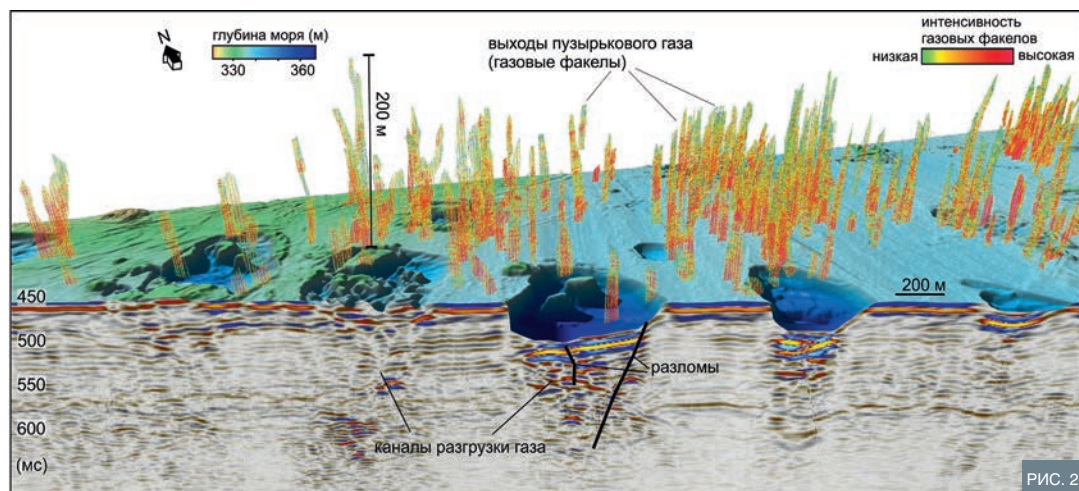 N
глубина моря (м)
330 360
200 м
выходы пузырькового газа
(газовые факелы)
интенсивность
газовых факелов
низкая высокая
200 м
450
500
550
600
(мс)
разломы
каналы разгрузки газа
РИС. 2